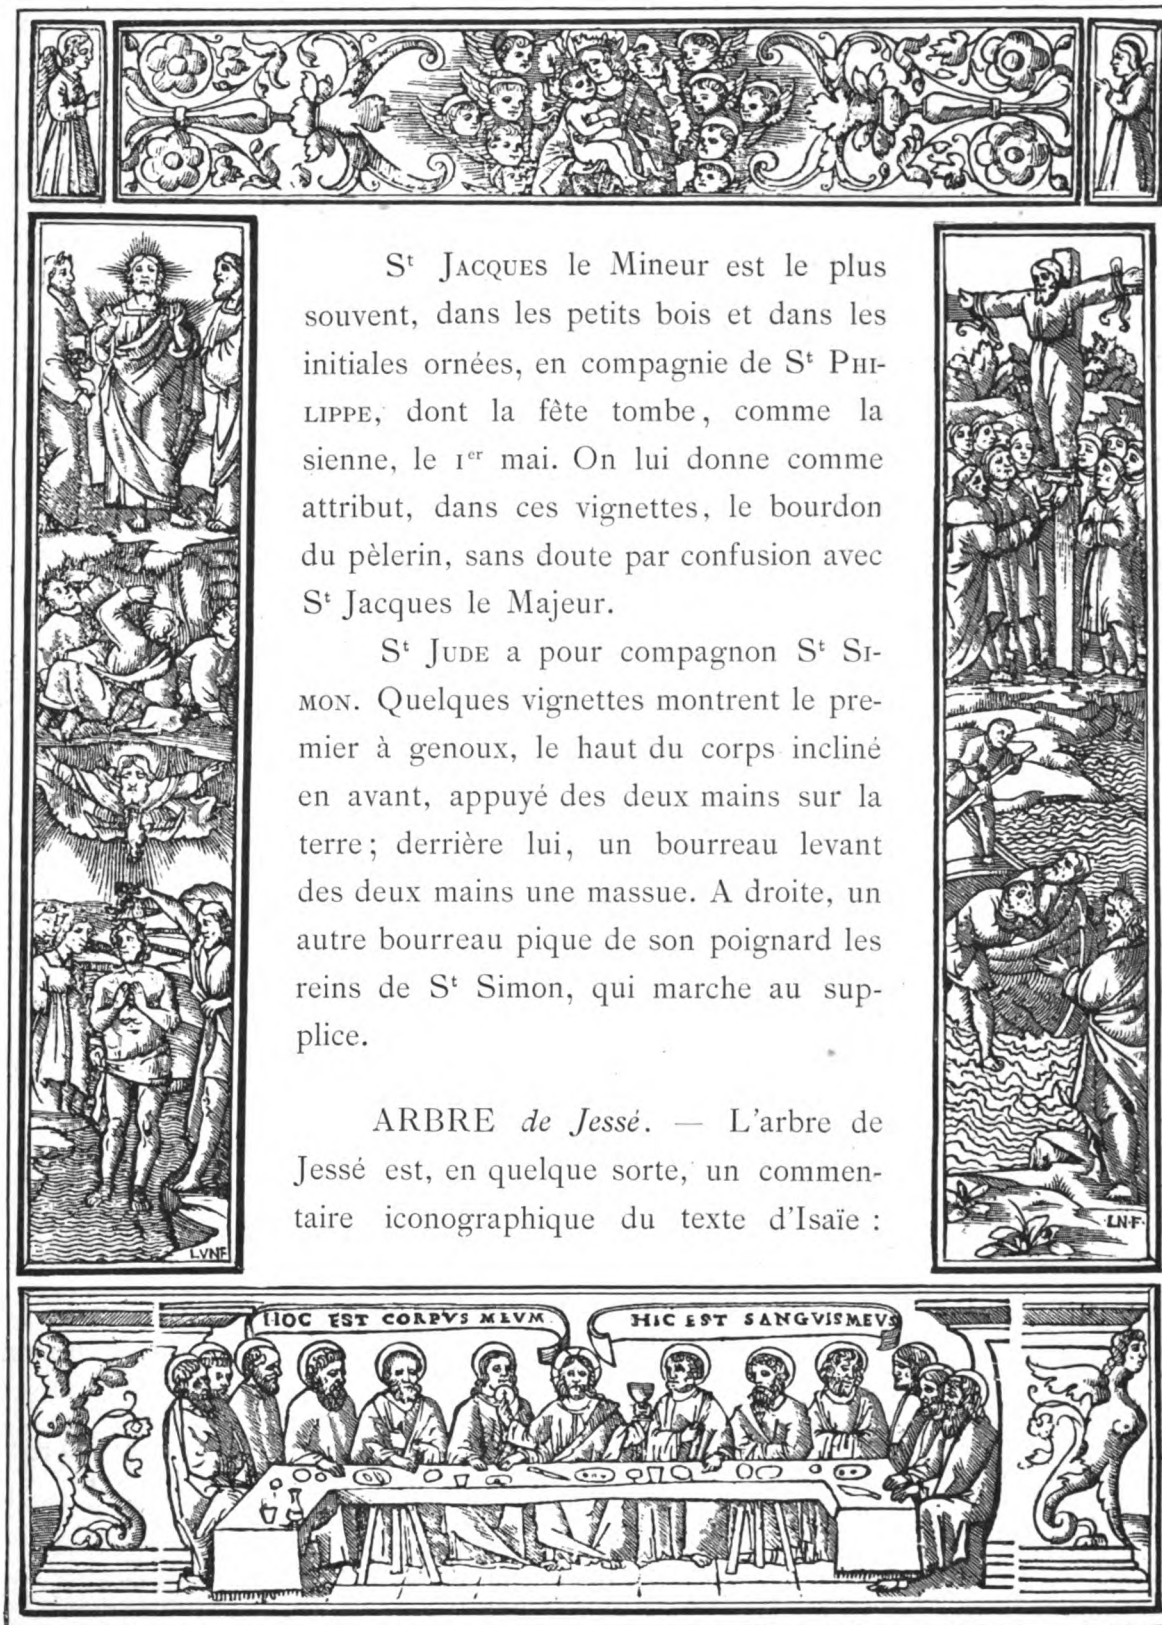 St JACQUES le Mineur est le plus
souvent, dans les petits bois et dans les
initiales ornées, en compagnie de St PHI-
LIPPE, dont la fête tombe, comme la
sienne, le 1er mai. On lui donne comme
attribut, dans ces vignettes, le bourdon
du pèlerin, sans doute par confusion avec
St Jacques le Majeur.
St JUDE a pour compagnon St SI-
MON. Quelques vignettes montrent le pre-
mier à genoux, le haut du corps incliné
en avant, appuyé des deux mains sur la
terre; derrière lui, un bourreau levant
des deux mains une massue. A droite, un
autre bourreau pique de son poignard les
reins de St Simon, qui marche au sup-
plice.
ARBRE de Jessé. — L'arbre de
Jessé est, en quelque sorte, un commen-
taire iconographique du texte d'Isaïe :
L.VNF
·LN·F·
HOC EST CORPVS MEVM
HIC EST SANGVISMEVS